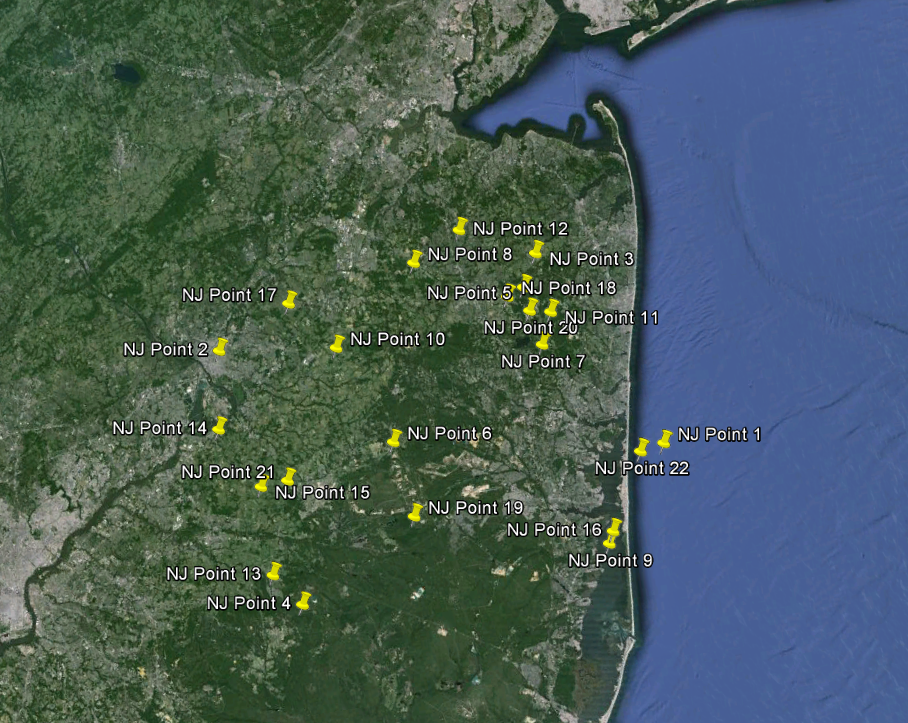 NJ Point 12
NJ Point 8
NJ Point 3
NJ Point 5
NJ Point 18
NJ Point 17
NJ Point 11
NJ Point 20
NJ Point 10
NJ Point 2
NJ Point 7
NJ Point 14
NJ Point 6
NJ Point 1
NJ Point 22
NJ Point 21
NJ Point 15
NJ Point 19
NJ Point 16
NJ Point 9
NJ Point 13
NJ Point 4